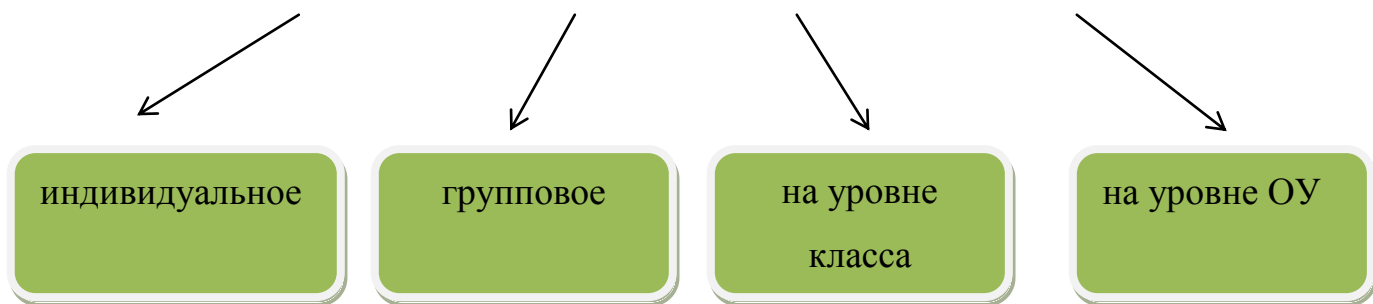 индивидуальное
групповое
на уровне
класса
на уровне ОУ